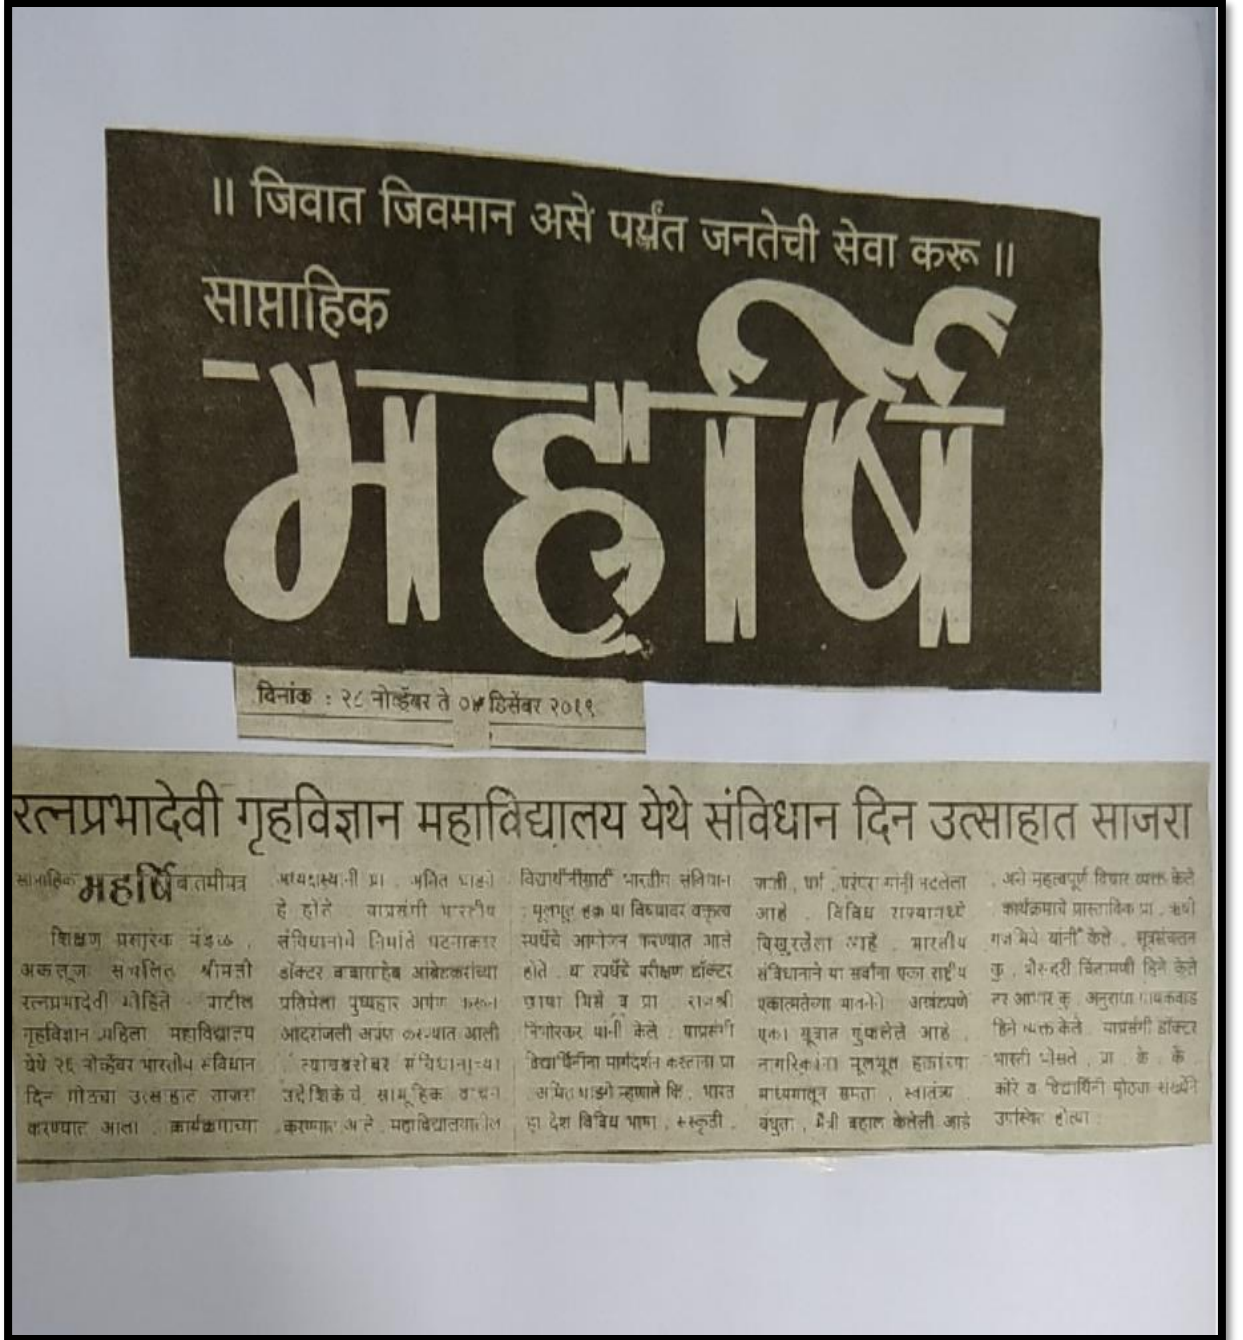 ॥ जिवात जिवमान असे पर्यंत जनतेची सेवा करू ॥
साप्ताहिक
महर्षि
दिनांक : २८ नोव्हेंबर ते ०४ डिसेंबर २०१९
रत्नप्रभादेवी गृहविज्ञान महाविद्यालय येथे संविधान दिन उत्साहात साजरा
साप्ताहिक महर्षि बातमीपत्र
शिक्षण प्रसारक मंडळ ,
अकलूज संचलित श्रीमती
रत्नप्रभादेवी मोहिते पाटील
गृहविज्ञान महिला महाविद्यालय
येथे २६ नोव्हेंबर भारतीय संविधान
दिन मोठ्या उत्साहात साजरा
करण्यात आला . कार्यक्रमाच्या
अध्यक्षस्थानी प्रा . अमित
हे होते . याप्रसंगी भारतीय
संविधानाचे निर्माते घटनाकार
डॉक्टर बाबासाहेब आंबेडकरांच्या
प्रतिमेला पुष्पहार अर्पण करून
आदरांजली अर्पण करण्यात आली
. त्याचबरोबर संविधानाच्या
उद्देशिकेचे सामूहिक वाचन
करण्यात आले . महाविद्यालयातील
विद्यार्थिनींसाठी भारतीय संविधान
मूलभूत हक्क या विषयावर वक्तृत्व
स्पर्धेचे आयोजन करण्यात आले
होते . या स्पर्धेचे परीक्षण डॉक्टर
छाया भिसे व प्रा . राजश्री
निंभोरकर यांनी केले . याप्रसंगी
विद्यार्थिनींना मार्गदर्शन करताना प्रा
अमित म्हणाले कि , भारत
हा देश विविध भाषा , संस्कृती ,
जाती , धर्म , परंपरा यांनी नटलेला
आहे . विविध राज्यामध्ये
विखुरलेला आहे . भारतीय
संविधानाने या सर्वांना एका राष्ट्रीय
एकात्मतेच्या भावनेने अखंडपणे
एका सूत्रात गुंफलेले आहे .
नागरिकांना मूलभूत हक्कांच्या
माध्यमातून समता , स्वातंत्र्य
बंधुता , मैत्री बहाल केलेली आहे
. असे महत्वपूर्ण विचार व्यक्त केले
कार्यक्रमाचे प्रास्ताविक प्रा .
गजभिये यांनी केले . सूत्रसंचलन
कु . चिंतामणी हिने केले
तर आभार कु . अनुराधा गायकवाड
हिने व्यक्त केले . याप्रसंगी डॉक्टर
भारती भोसले , प्रा . के . के .
कोरे व विद्यार्थिनी मोठ्या संख्येने
उपस्थित होत्या .